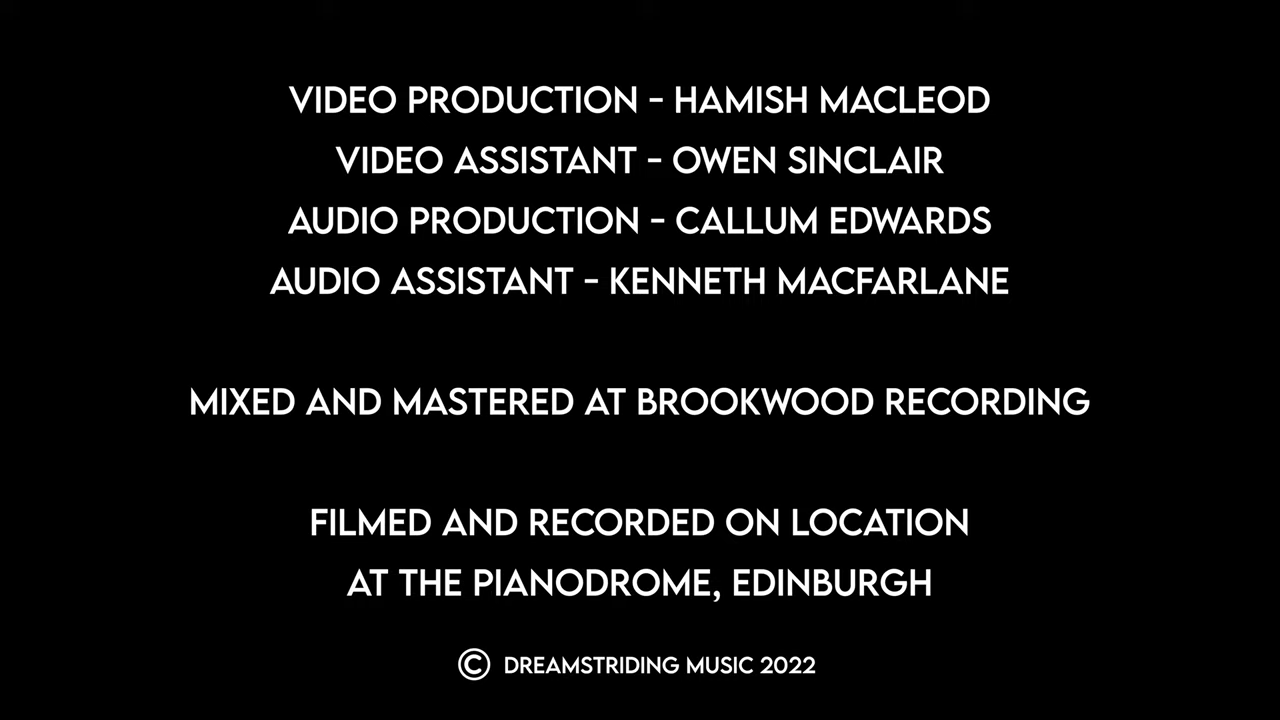 VIDEO PRODUCTION - HAMISH MACLEOD
VIDEO ASSISTANT - OWEN SINCLAIR
AUDIO PRODUCTION - CALLUM EDWARDS
AUDIO ASSISTANT - KENNETH MACFARLANE
MIXED AND MASTERED AT BROOKWOOD RECORDING
FILMED AND RECORDED ON LOCATION
AT THE PIANODROME, EDINBURGH
© DREAMSTRIDING MUSIC 2022